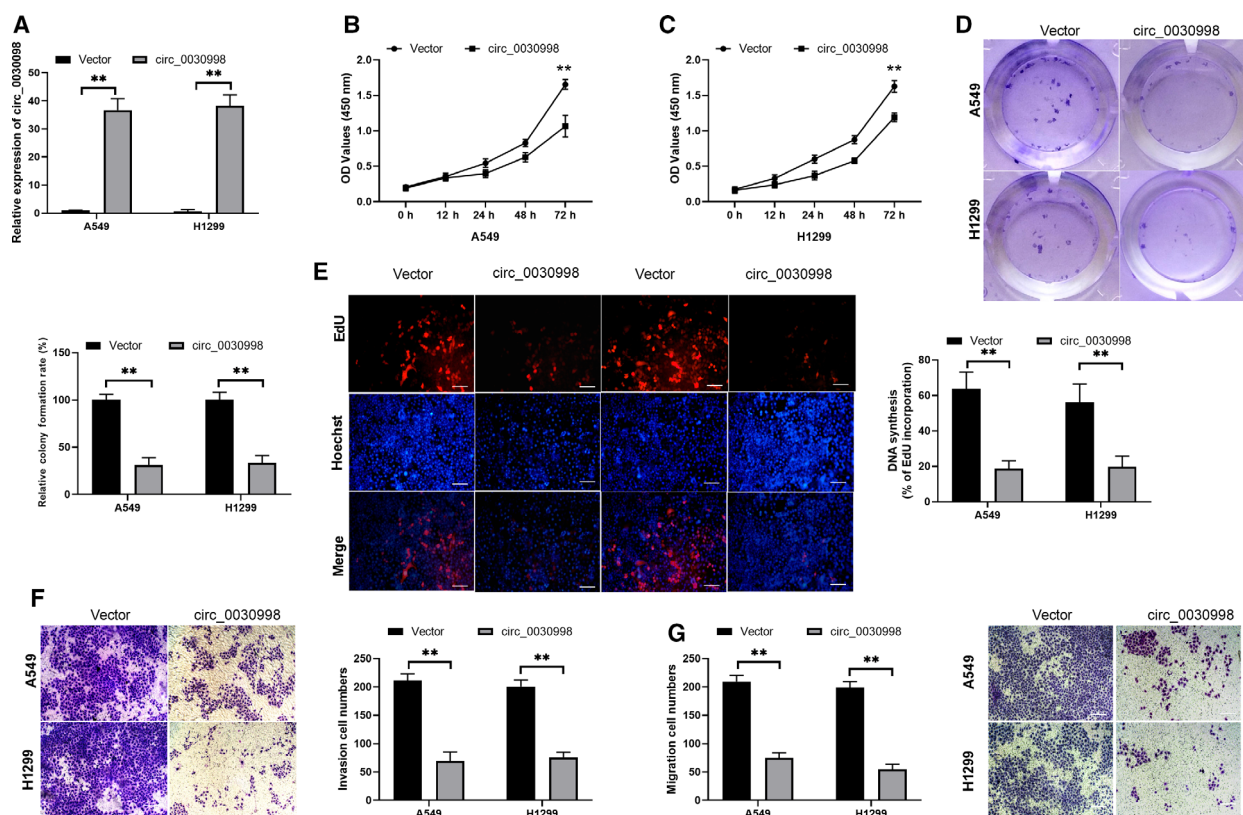 A
Vector circ_0030998
Relative expression of circ_0030998
50
40
30
20
10
0
** **
A549 H1299
B
Vector circ_0030998
OD Values (450 nm)
2.0
1.5
1.0
0.5
0.0
**
0 h 12 h 24 h 48 h 72 h
A549
C
Vector circ_0030998
OD Values (450 nm)
2.0
1.5
1.0
0.5
0.0
**
0 h 12 h 24 h 48 h 72 h
H1299
D
Vector circ_0030998
A549
H1299
Vector circ_0030998
Relative colony formation rate (%)
150
100
50
0
** **
A549 H1299
E
Vector circ_0030998 Vector circ_0030998
EdU
Hoechst
Merge
Vector circ_0030998
DNA synthesis
(% of EdU incorporation)
80
60
40
20
0
** **
A549 H1299
F
Vector circ_0030998
A549
H1299
Vector circ_0030998
Invasion cell numbers
250
200
150
100
50
0
** **
A549 H1299
G
Vector circ_0030998
Migration cell numbers
250
200
150
100
50
0
** **
A549 H1299
Vector circ_0030998
A549
H1299